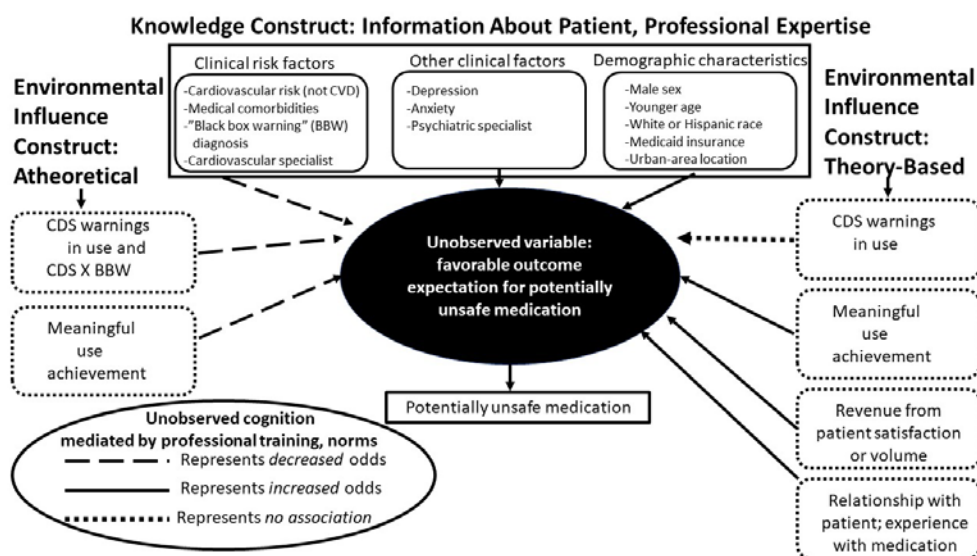 Knowledge Construct: Information About Patient, Professional Expertise
Environmental
Influence
Construct:
Atheoretical
Clinical risk factors
-Cardiovascular risk (not CVD)
-Medical comorbidities
-"Black box warning" (BBW)
diagnosis
-Cardiovascular specialist
Other clinical factors
-Depression
-Anxiety
-Psychiatric specialist
Demographic characteristics
-Male sex
-Younger age
-White or Hispanic race
-Medicaid insurance
-Urban-area location
Environmental
Influence
Construct:
Theory-Based
CDS warnings
in use and
CDS X BBW
Meaningful
use
achievement
Unobserved variable:
favorable outcome
expectation for potentially
unsafe medication
CDS warnings
in use
Meaningful
use
achievement
Revenue from
patient satisfaction
or volume
Relationship with
patient; experience
with medication
Potentially unsafe medication
Unobserved cognition
mediated by professional training, norms
Represents decreased odds
Represents increased odds
Represents no association